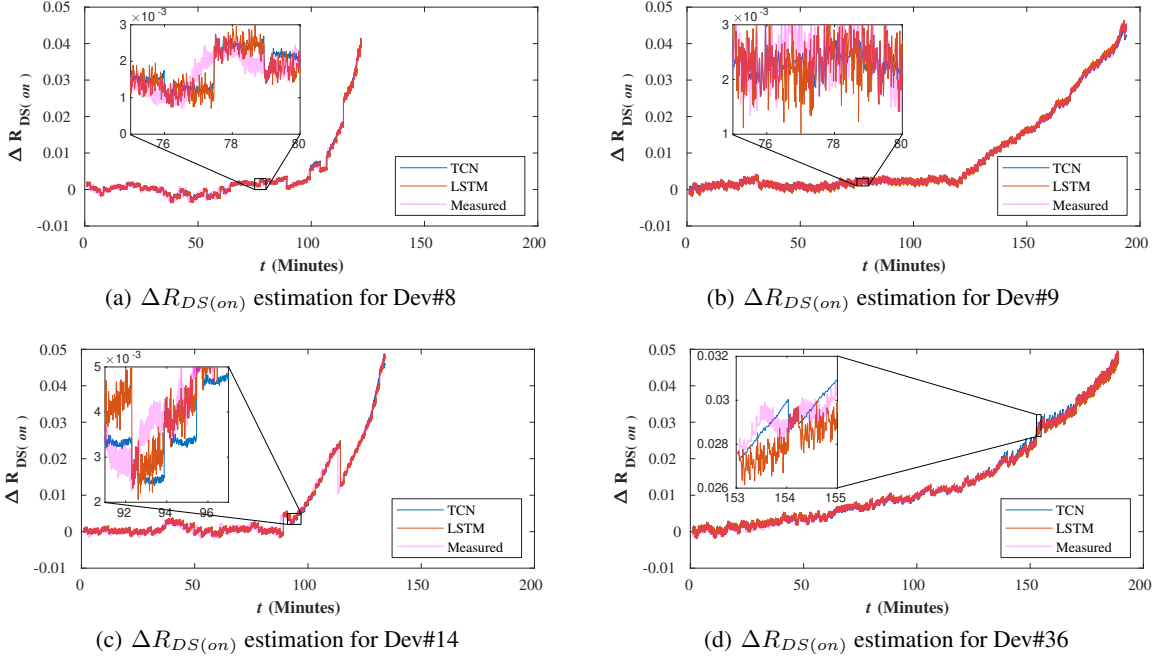 ×10⁻³
3
2
1
0
76
78
80
0.05
0.04
0.03
0.02
0.01
0
-0.01
Δ R_DS(on)
TCN
LSTM
Measured
0 50 100 150 200
t (Minutes)
(a) ΔR_DS(on) estimation for Dev#8
×10⁻³
3
2
1
76
78
80
0.05
0.04
0.03
0.02
0.01
0
-0.01
Δ R_DS(on)
TCN
LSTM
Measured
0 50 100 150 200
t (Minutes)
(b) ΔR_DS(on) estimation for Dev#9
×10⁻³
5
4
3
2
92 94 96
0.05
0.04
0.03
0.02
0.01
0
-0.01
Δ R_DS(on)
TCN
LSTM
Measured
0 50 100 150 200
t (Minutes)
(c) ΔR_DS(on) estimation for Dev#14
0.032
0.03
0.028
0.026
153 154 155
0.05
0.04
0.03
0.02
0.01
0
-0.01
Δ R_DS(on)
TCN
LSTM
Measured
0 50 100 150 200
t (Minutes)
(d) ΔR_DS(on) estimation for Dev#36